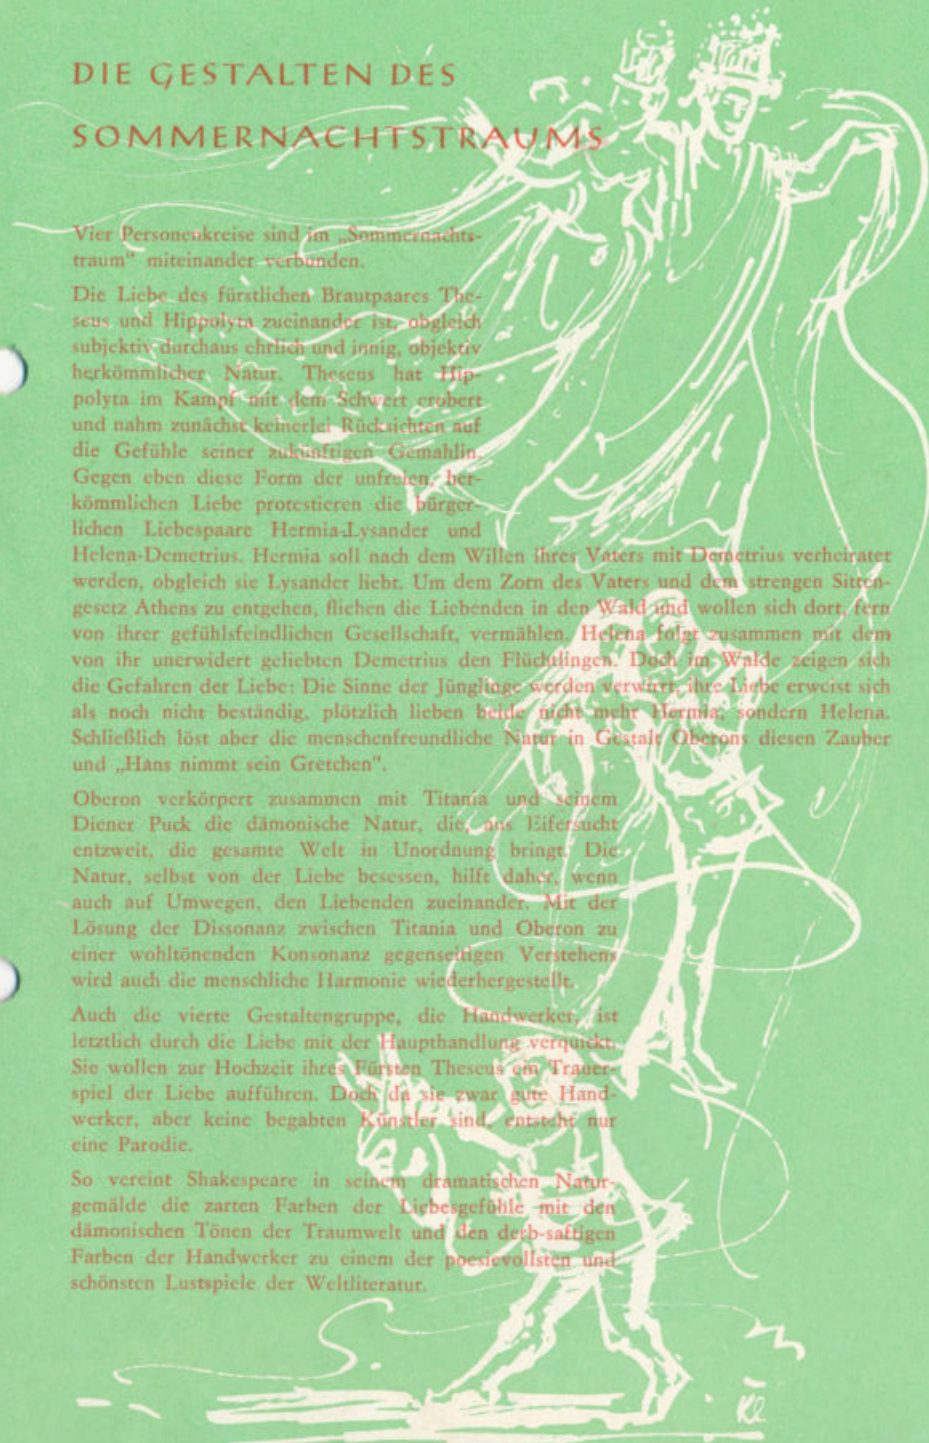 DIE GESTALTEN DES
SOMMERNACHTSTRAUMS
Vier Personenkreise sind im „Sommernachts-
traum“ miteinander verbunden.
Die Liebe des fürstlichen Brautpaares The-
seus und Hippolyta zueinander ist, obgleich
subjektiv durchaus ehrlich und innig, objektiv
herkömmlicher Natur. Theseus hat Hip-
polyta im Kampf mit dem Schwert erobert
und nahm zunächst keinerlei Rücksichten auf
die Gefühle seiner zukünftigen Gemahlin.
Gegen eben diese Form der unfreien, her-
kömmlichen Liebe protestieren die bürger-
lichen Liebespaare Hermia-Lysander und
Helena-Demetrius. Hermia soll nach dem Willen ihres Vaters mit Demetrius verheiratet
werden, obgleich sie Lysander liebt. Um dem Zorn des Vaters und dem strengen Sitten-
gesetz Athens zu entgehen, fliehen die Liebenden in den Wald und wollen sich dort, fern
von ihrer gefühlsfeindlichen Gesellschaft, vermählen. Helena folgt zusammen mit dem
von ihr unerwidert geliebten Demetrius den Flüchtlingen. Doch im Walde zeigen sich
die Gefahren der Liebe: Die Sinne der Jünglinge werden verwirrt, ihre Liebe erweist sich
als noch nicht beständig, plötzlich lieben beide nicht mehr Hermia, sondern Helena.
Schließlich löst aber die menschenfreundliche Natur in Gestalt Oberons diesen Zauber
und „Hans nimmt sein Gretchen“.
Oberon verkörpert zusammen mit Titania und seinem
Diener Puck die dämonische Natur, die, aus Eifersucht
entzweit, die gesamte Welt in Unordnung bringt. Die
Natur, selbst von der Liebe besessen, hilft daher, wenn
auch auf Umwegen, den Liebenden zueinander. Mit der
Lösung der Dissonanz zwischen Titania und Oberon zu
einer wohltönenden Konsonanz gegenseitigen Verstehens
wird auch die menschliche Harmonie wiederhergestellt.
Auch die vierte Gestaltengruppe, die Handwerker, ist
letztlich durch die Liebe mit der Haupthandlung verquickt.
Sie wollen zur Hochzeit ihres Fürsten Theseus ein Trauer-
spiel der Liebe aufführen. Doch da sie zwar gute Hand-
werker, aber keine begabten Künstler sind, entsteht nur
eine Parodie.
So vereint Shakespeare in seinem dramatischen Natur-
gemälde die zarten Farben der Liebesgefühle mit den
dämonischen Tönen der Traumwelt und den derb-saftigen
Farben der Handwerker zu einem der poesievollsten und
schönsten Lustspiele der Weltliteratur.
Kl